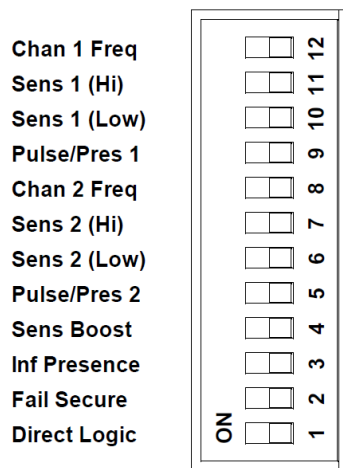 Chan 1 Freq 12
Sens 1 (Hi) 11
Sens 1 (Low) 10
Pulse/Pres 1 9
Chan 2 Freq 8
Sens 2 (Hi) 7
Sens 2 (Low) 6
Pulse/Pres 2 5
Sens Boost 4
Inf Presence 3
Fail Secure 2
Direct Logic ON 1